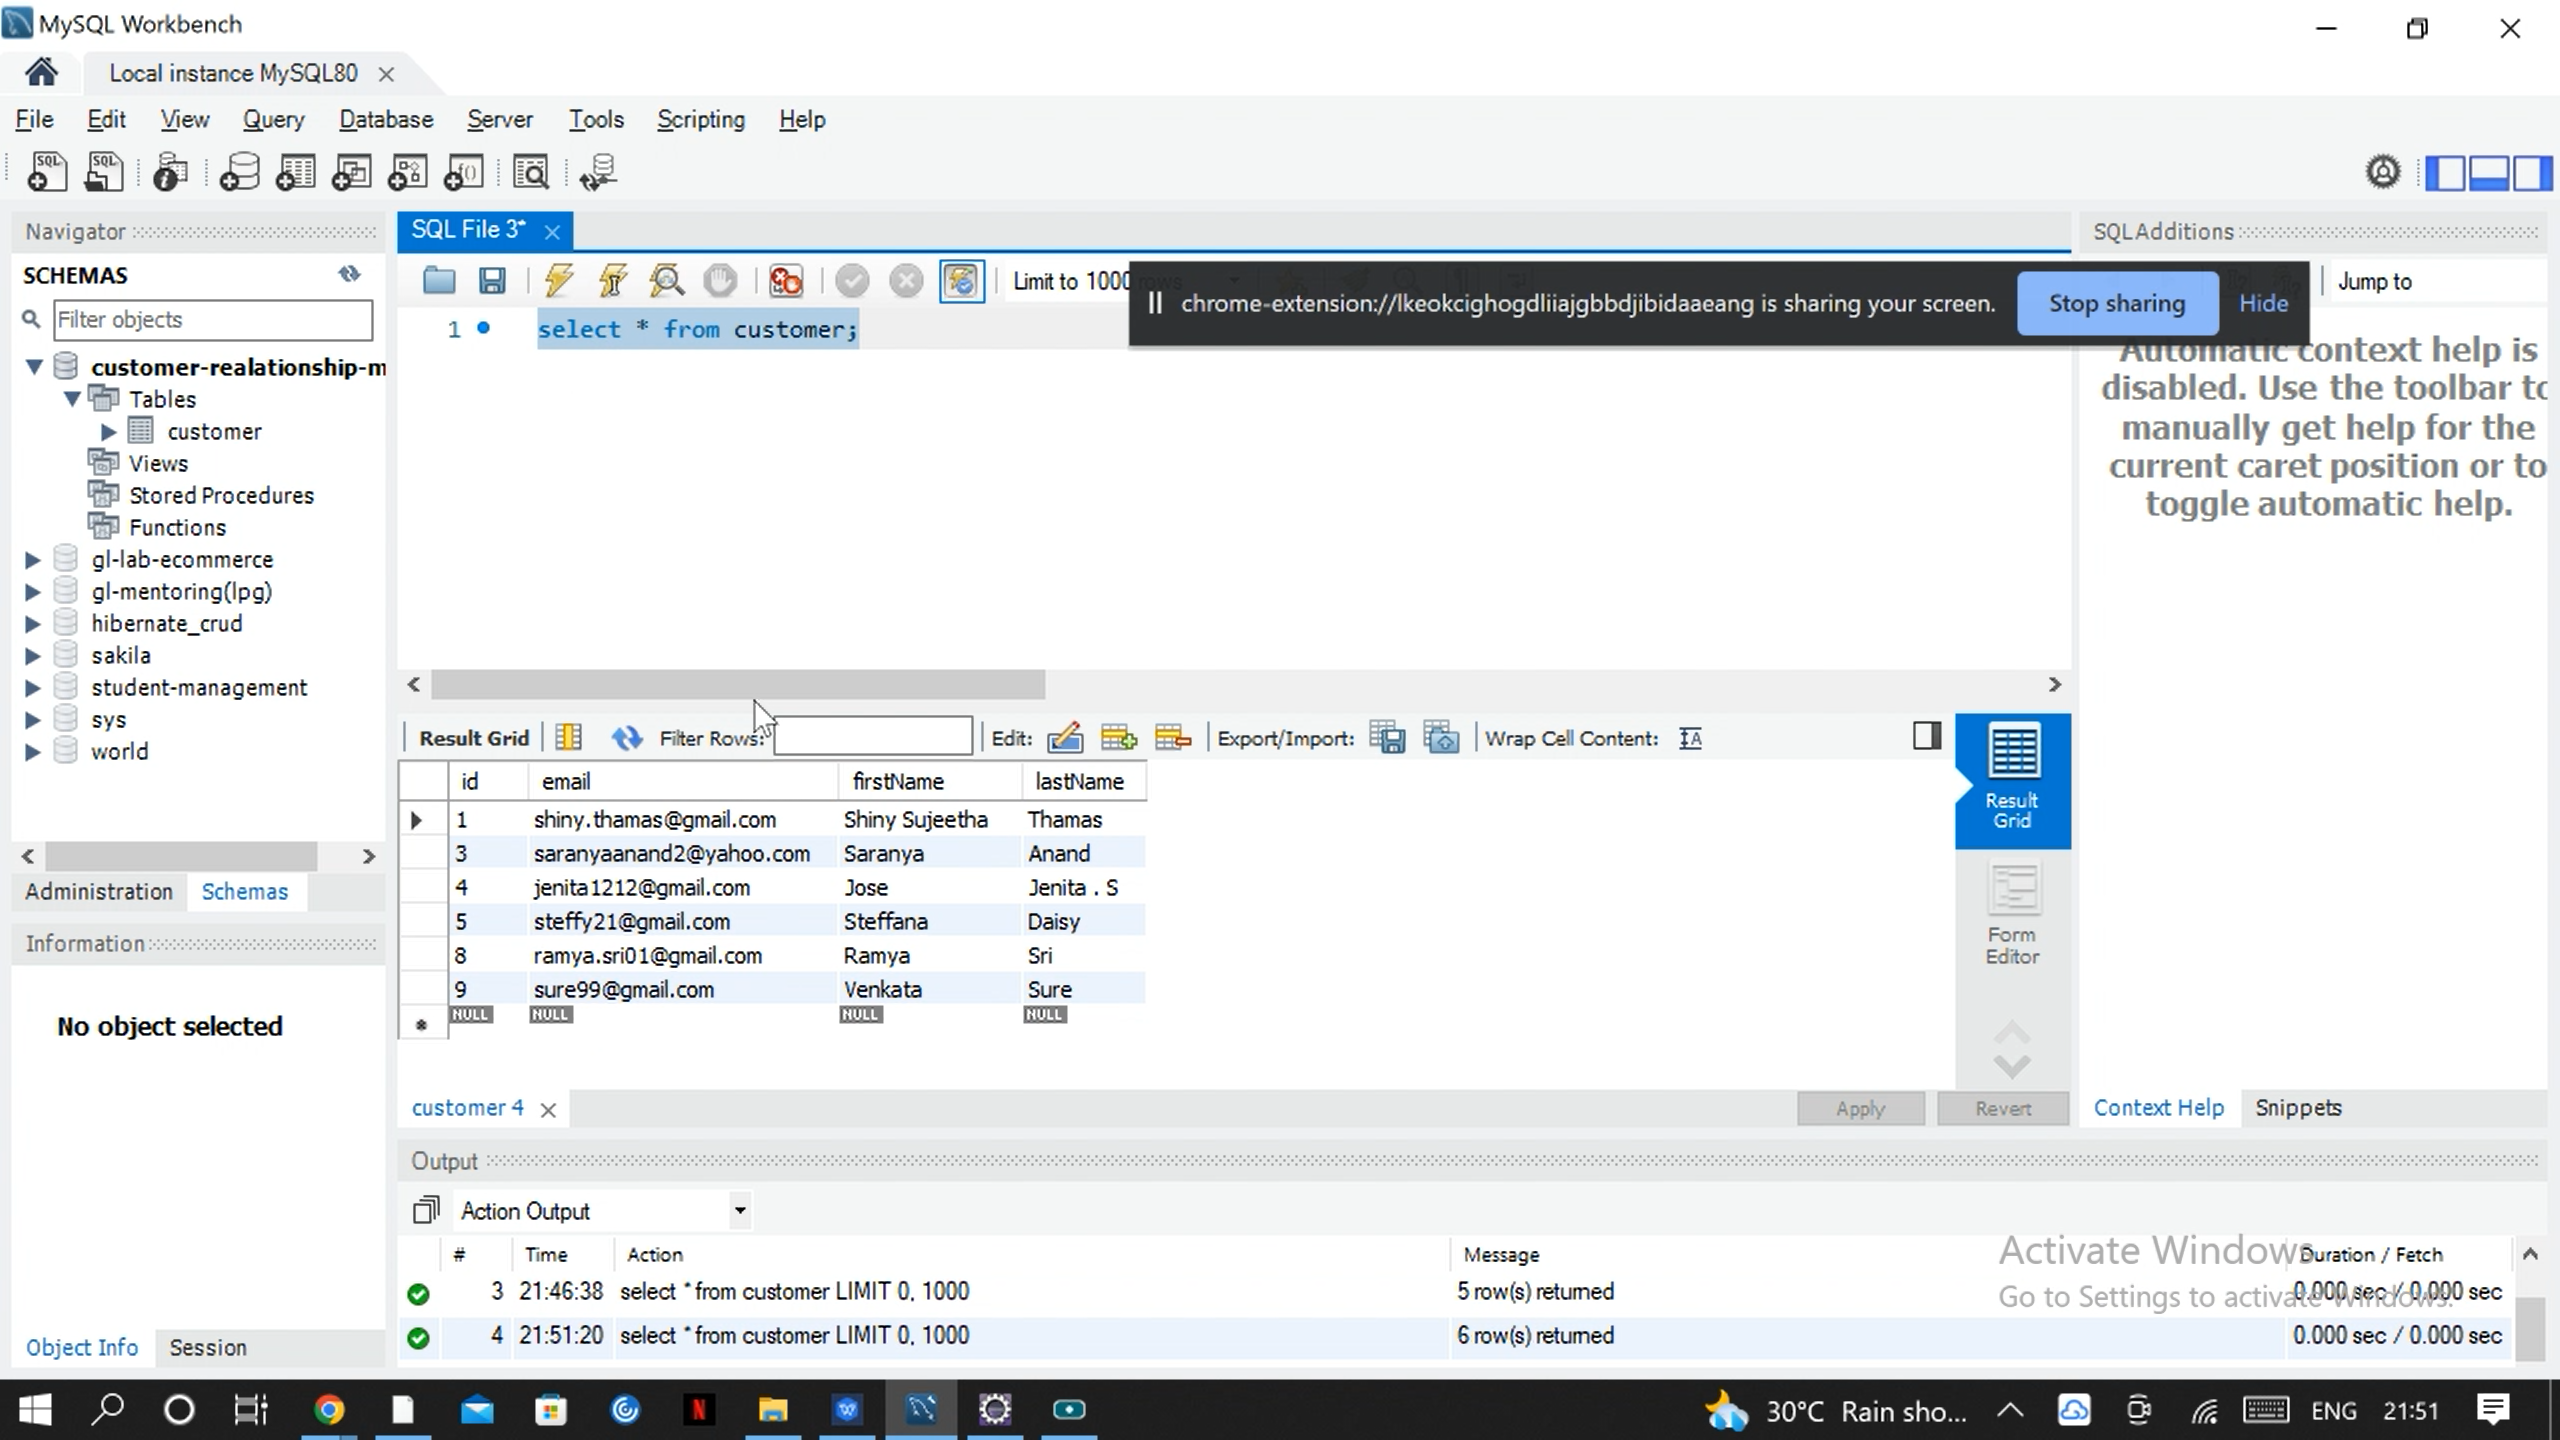 MySQL Workbench
Local instance MySQL80
File Edit View Query Database Server Tools Scripting Help
Navigator
SCHEMAS
Filter objects
customer-realationship-m
Tables
customer
Views
Stored Procedures
Functions
gl-lab-ecommerce
gl-mentoring(lpg)
hibernate_crud
sakila
student-management
sys
world
Administration Schemas
Information
No object selected
Object Info Session
SQL File 3*
Limit to 1000 rows
1 select * from customer;
chrome-extension://lkeokcighogdliiajgbbdjibidaaeang is sharing your screen. Stop sharing Hide
Result Grid Filter Rows: Edit: Export/Import: Wrap Cell Content:
id email firstName lastName
1 shiny.thamas@gmail.com Shiny Sujeetha Thamas
3 saranyaanand2@yahoo.com Saranya Anand
4 jenita1212@gmail.com Jose Jenita . S
5 steffy21@gmail.com Steffana Daisy
8 ramya.sri01@gmail.com Ramya Sri
9 sure99@gmail.com Venkata Sure
NULL NULL NULL NULL
Result
Grid
Form
Editor
customer 4 Apply Revert
SQLAdditions
Jump to
Automatic context help is
disabled. Use the toolbar to
manually get help for the
current caret position or to
toggle automatic help.
Context Help Snippets
Output
Action Output
# Time Action Message Duration / Fetch
3 21:46:38 select * from customer LIMIT 0, 1000 5 row(s) returned 0.000 sec / 0.000 sec
4 21:51:20 select * from customer LIMIT 0, 1000 6 row(s) returned 0.000 sec / 0.000 sec
Activate Windows
Go to Settings to activate Windows.
30°C Rain sho... ENG 21:51